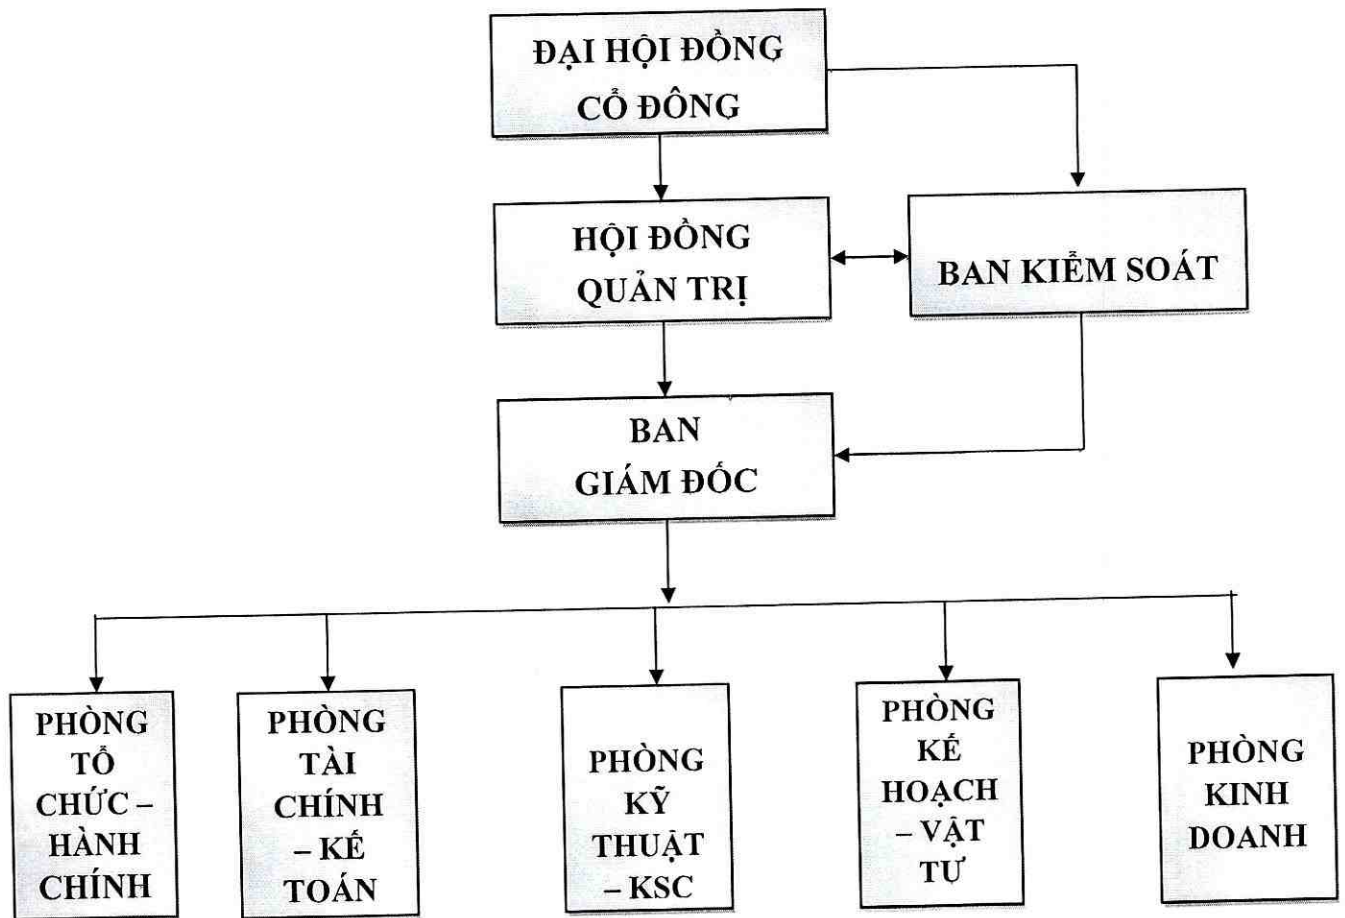 ĐẠI HỘI ĐỒNG
CỔ ĐÔNG
HỘI ĐỒNG
QUẢN TRỊ
BAN KIỂM SOÁT
BAN
GIÁM ĐỐC
PHÒNG
TỔ
CHỨC –
HÀNH
CHÍNH
PHÒNG
TÀI
CHÍNH
– KẾ
TOÁN
PHÒNG
KỸ
THUẬT
– KSC
PHÒNG
KẾ
HOẠCH
– VẬT
TƯ
PHÒNG
KINH
DOANH